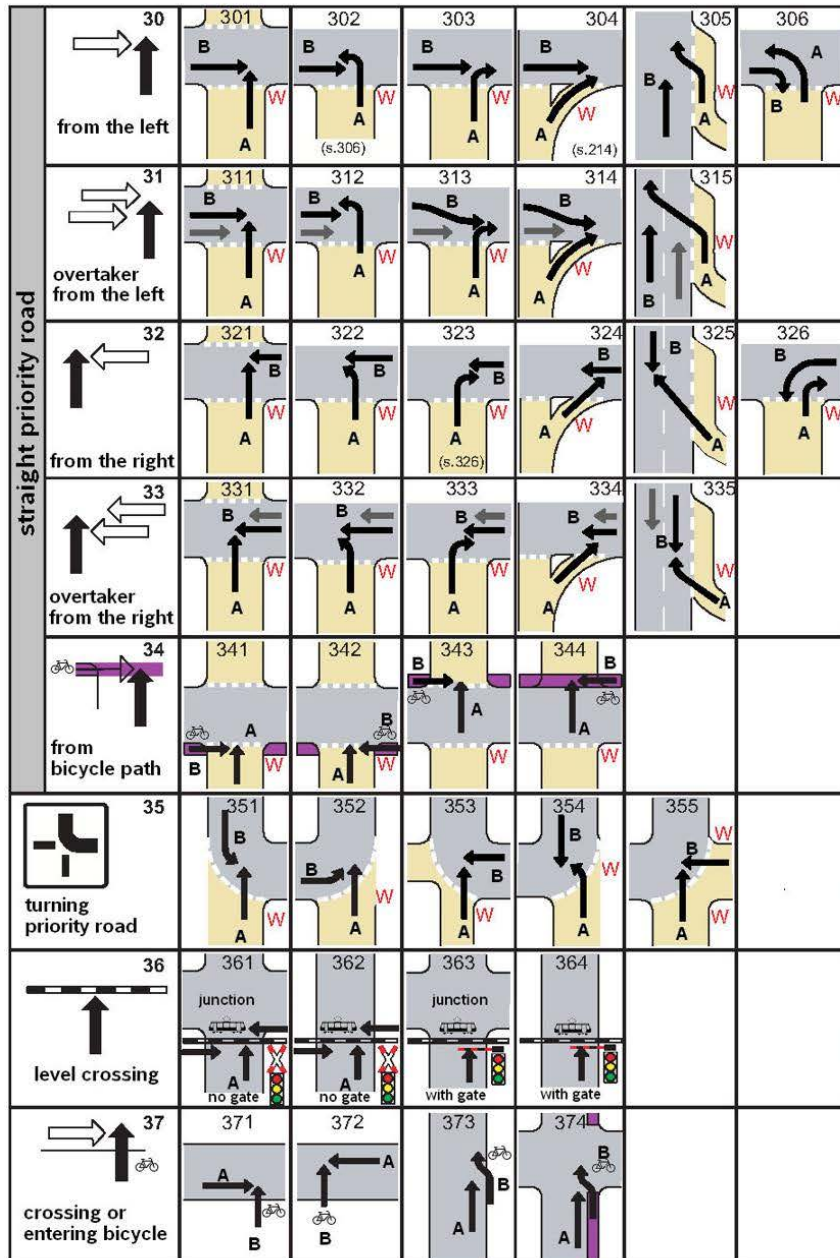 straight priority road
30
from the left
301
B
A
W
302
B
A
(s.306)
303
B
A
W
304
B
A
W
(s.214)
305
B
A
W
306
A
B
W
31
overtaker
from the left
311
B
A
W
312
B
A
313
B
A
W
314
B
A
W
315
B
A
W
32
from the right
321
B
A
W
322
B
A
W
323
B
A
(s.326)
324
B
A
W
325
B
A
W
326
B
A
W
33
overtaker
from the right
331
B
A
W
332
B
A
W
333
B
A
W
334
B
A
W
335
B
A
W
34
from
bicycle path
341
A
B
W
342
B
A
W
343
B
A
344
B
A
35
turning
priority road
351
B
A
W
352
B
A
W
353
B
A
W
354
B
A
355
W
B
A
W
36
level crossing
361
junction
A
no gate
362
A
no gate
363
junction
with gate
364
with gate
37
crossing or
entering bicycle
371
A
B
372
A
B
373
B
A
374
B
A